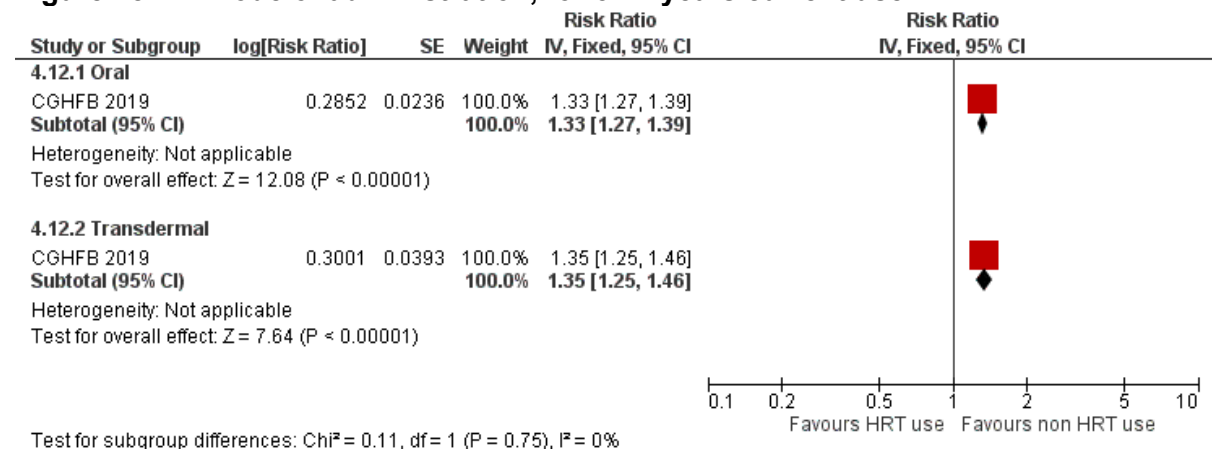 Risk Ratio Risk Ratio
Study or Subgroup log[Risk Ratio] SE Weight IV, Fixed, 95% CI IV, Fixed, 95% CI
4.12.1 Oral
CGHFB 2019 0.2852 0.0236 100.0% 1.33 [1.27, 1.39]
Subtotal (95% CI) 100.0% 1.33 [1.27, 1.39]
Heterogeneity: Not applicable
Test for overall effect: Z = 12.08 (P < 0.00001)
4.12.2 Transdermal
CGHFB 2019 0.3001 0.0393 100.0% 1.35 [1.25, 1.46]
Subtotal (95% CI) 100.0% 1.35 [1.25, 1.46]
Heterogeneity: Not applicable
Test for overall effect: Z = 7.64 (P < 0.00001)
0.1 0.2 0.5 1 2 5 10
Favours HRT use Favours non HRT use
Test for subgroup differences: Chi² = 0.11, df = 1 (P = 0.75), I² = 0%